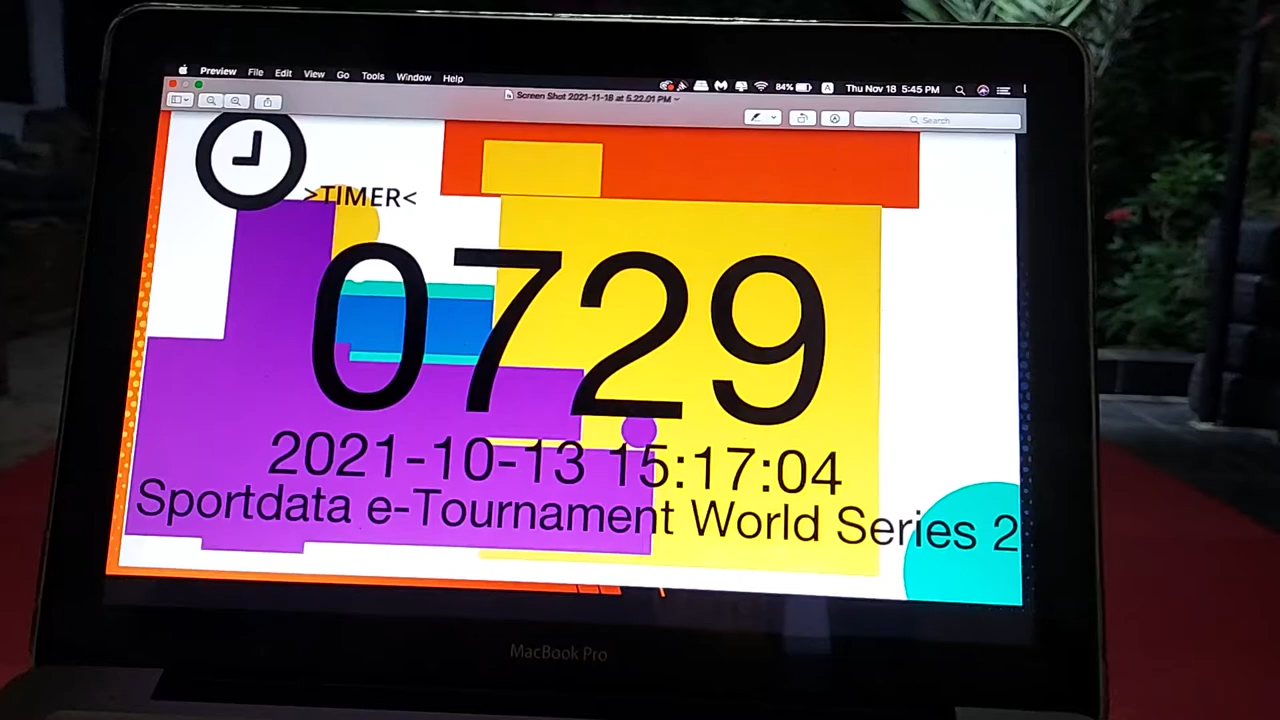 Preview File Edit View Go Tools Window Help 84% A Thu Nov 18 5:45 PM
Screen Shot 2021-11-18 at 5.22.01 PM
Search
>TIMER<
0729
2021-10-13 15:17:04
Sportdata e-Tournament World Series 2
MacBook Pro